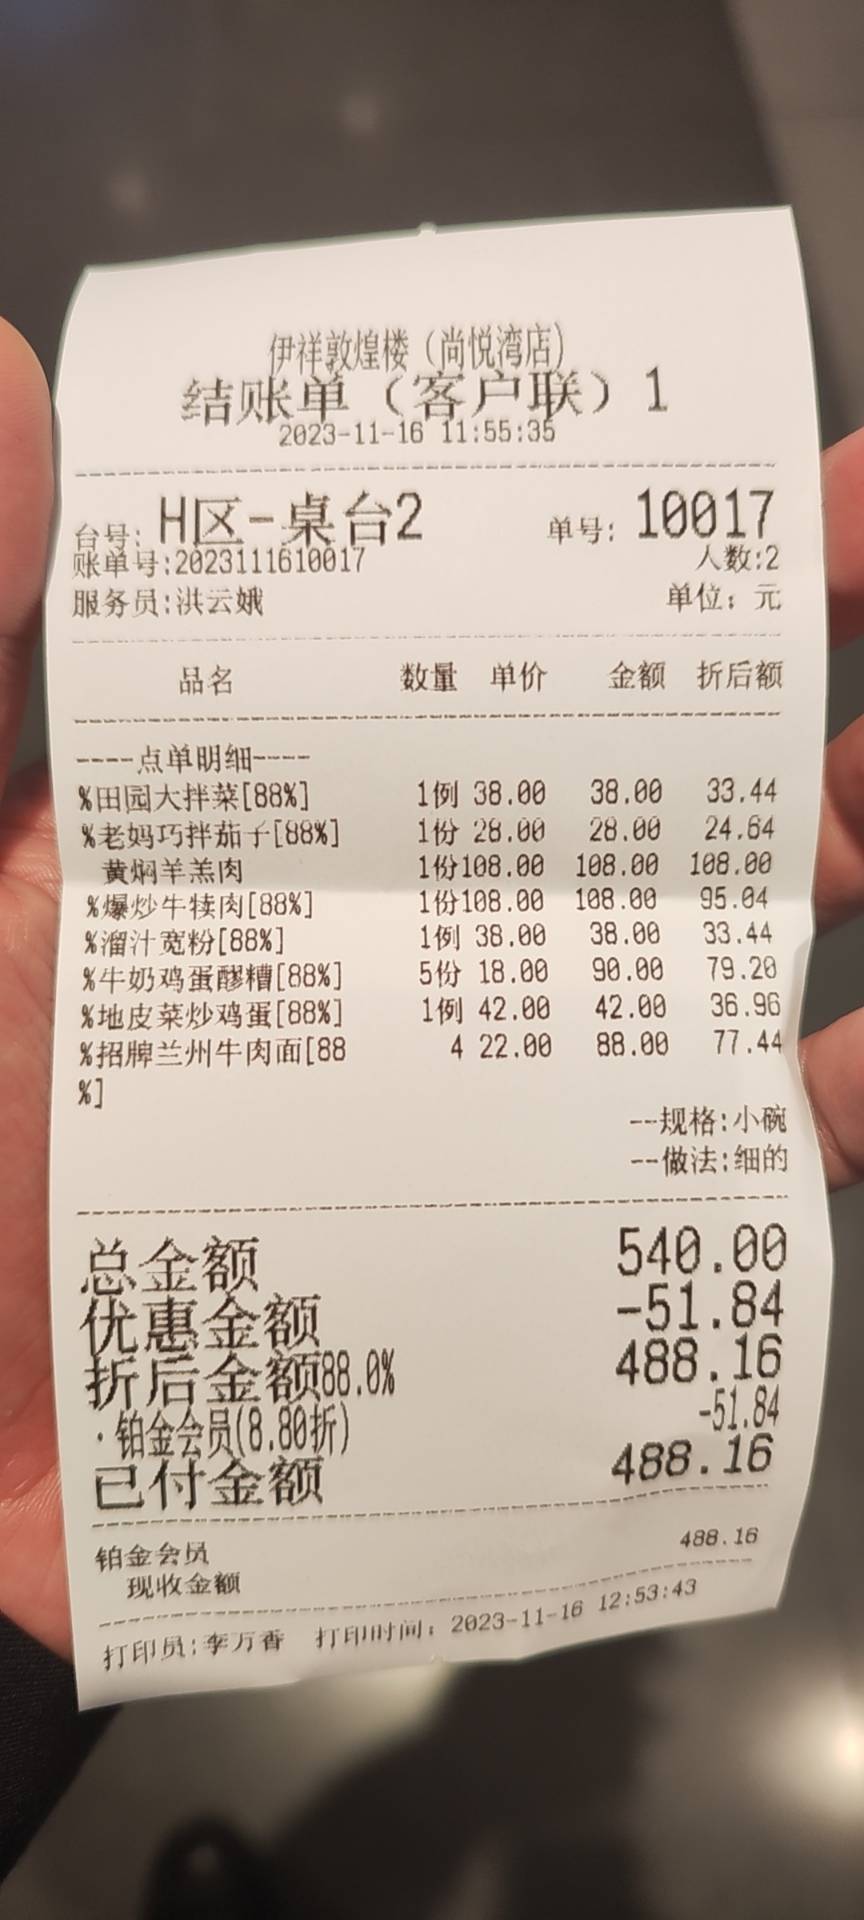 伊祥敦煌楼（尚悦湾店）
结账单（客户联）1
2023-11-16 11:55:35
台号: H区-桌台2 单号: 10017
账单号:2023111610017 人数:2
服务员:洪云娥 单位: 元
品名 数量 单价 金额 折后额
----点单明细----
%田园大拌菜[88%] 1例 38.00 38.00 33.44
%老妈巧拌茄子[88%] 1份 28.00 28.00 24.64
黄焖羊羔肉 1份108.00 108.00 108.00
%爆炒牛犊肉[88%] 1份108.00 108.00 95.04
%溜汁宽粉[88%] 1例 38.00 38.00 33.44
%牛奶鸡蛋醪糟[88%] 5份 18.00 90.00 79.20
%地皮菜炒鸡蛋[88%] 1例 42.00 42.00 36.96
%招牌兰州牛肉面[88 4 22.00 88.00 77.44
%]
--规格:小碗
--做法:细的
总金额 540.00
优惠金额 -51.84
折后金额88.0% 488.16
·铂金会员(8.80折) -51.84
已付金额 488.16
铂金会员 488.16
现收金额
打印员:李万香 打印时间: 2023-11-16 12:53:43